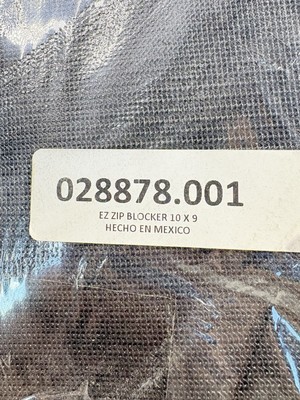 028878.001
EZ ZIP BLOCKER 10 X 9
HECHO EN MEXICO